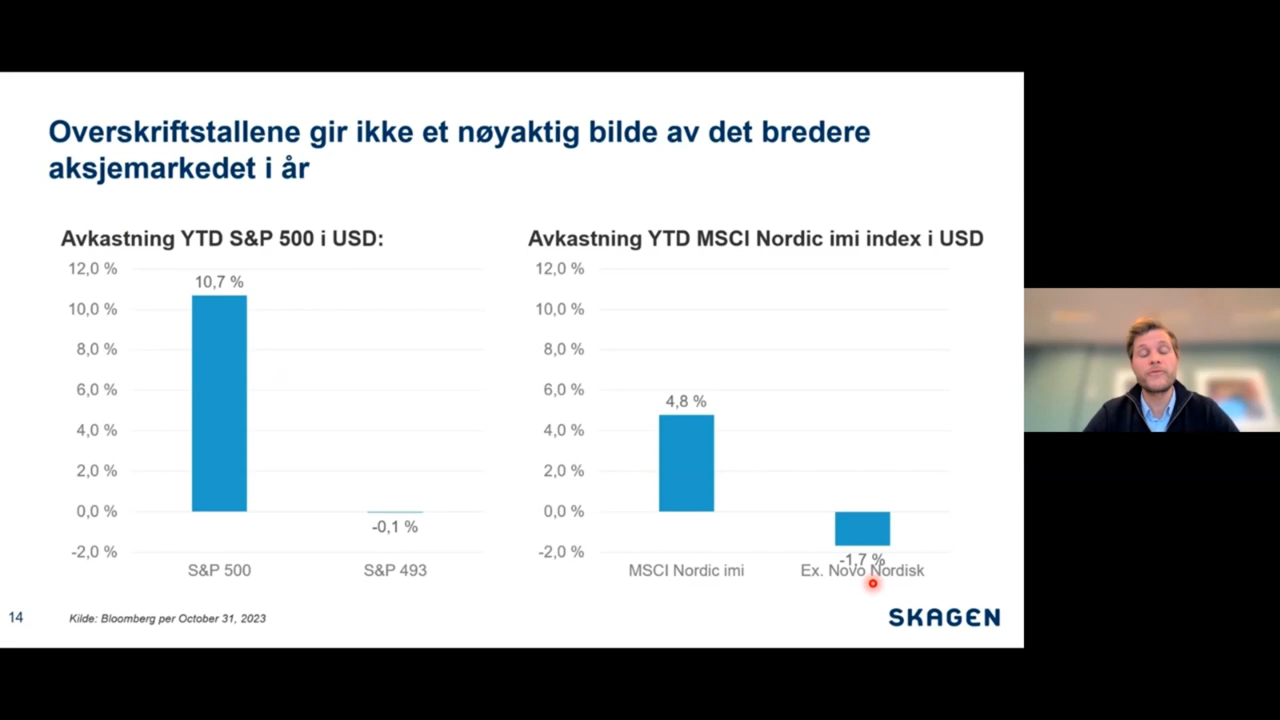 Overskriftstallene gir ikke et nøyaktig bilde av det bredere
aksjemarkedet i år
Avkastning YTD S&P 500 i USD:
12,0 %
10,0 %
8,0 %
6,0 %
4,0 %
2,0 %
0,0 %
-2,0 %
10,7 %
-0,1 %
S&P 500
S&P 493
Avkastning YTD MSCI Nordic imi index i USD
12,0 %
10,0 %
8,0 %
6,0 %
4,0 %
2,0 %
0,0 %
-2,0 %
4,8 %
-1,7 %
MSCI Nordic imi
Ex. Novo Nordisk
14
Kilde: Bloomberg per October 31, 2023
SKAGEN